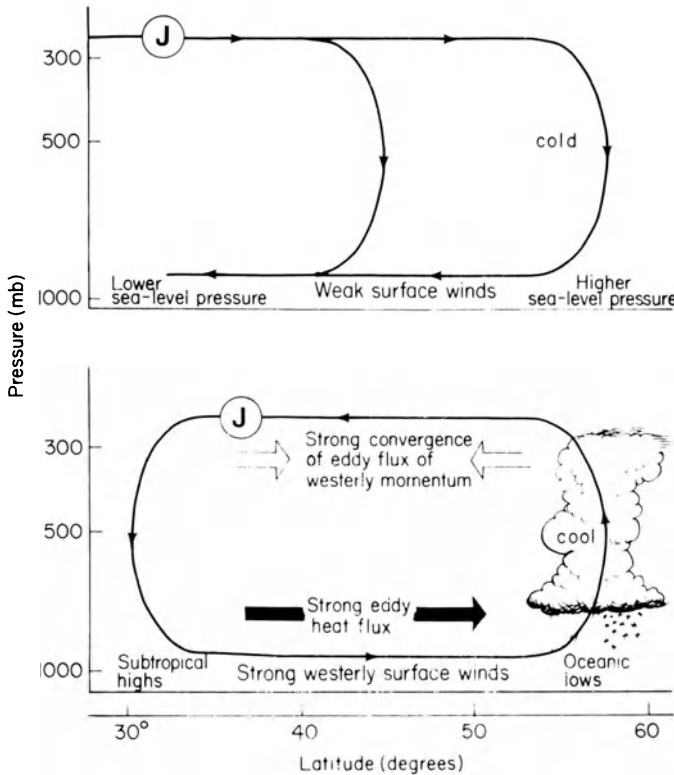 J
300
500
cold
1000
Lower
sea-level pressure
Weak surface winds
Higher
sea-level pressure
Pressure (mb)
J
300
Strong convergence
of eddy flux of
westerly momentum
500
cool
Strong eddy
heat flux
1000
Subtropical
highs
Strong westerly surface winds
Oceanic
lows
30° 40 50 60
Latitude (degrees)